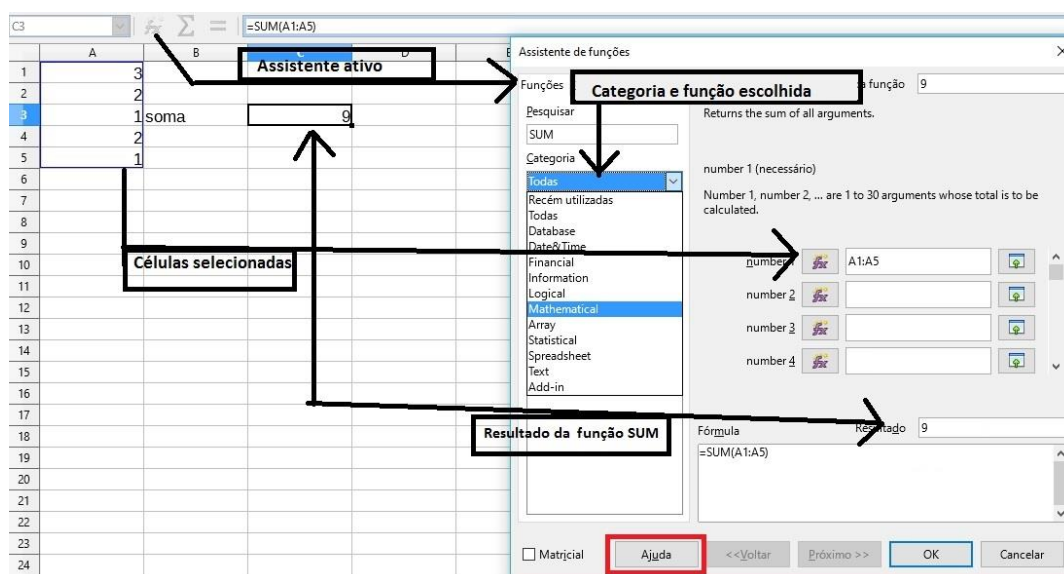 C3
=SUM(A1:A5)
A B C D E
Assistente ativo
1 3
2 2
3 1 soma 9
4 2
5 1
6
7
8
9
10
11
12
13
14
15
16
17
18
19
20
21
22
23
24
Células selecionadas
Resultado da função SUM
Assistente de funções
Funções
Categoria e função escolhida
função 9
Pesquisar
SUM
Categoria
Todas
Recém utilizadas
Todas
Database
Date&Time
Financial
Information
Logical
Mathematical
Array
Statistical
Spreadsheet
Text
Add-in
Returns the sum of all arguments.
number 1 (necessário)
Number 1, number 2, ... are 1 to 30 arguments whose total is to be
calculated.
number 1 A1:A5
number 2
number 3
number 4
Fórmula Resultado 9
=SUM(A1:A5)
Matricial Ajuda <<Voltar Próximo >> OK Cancelar